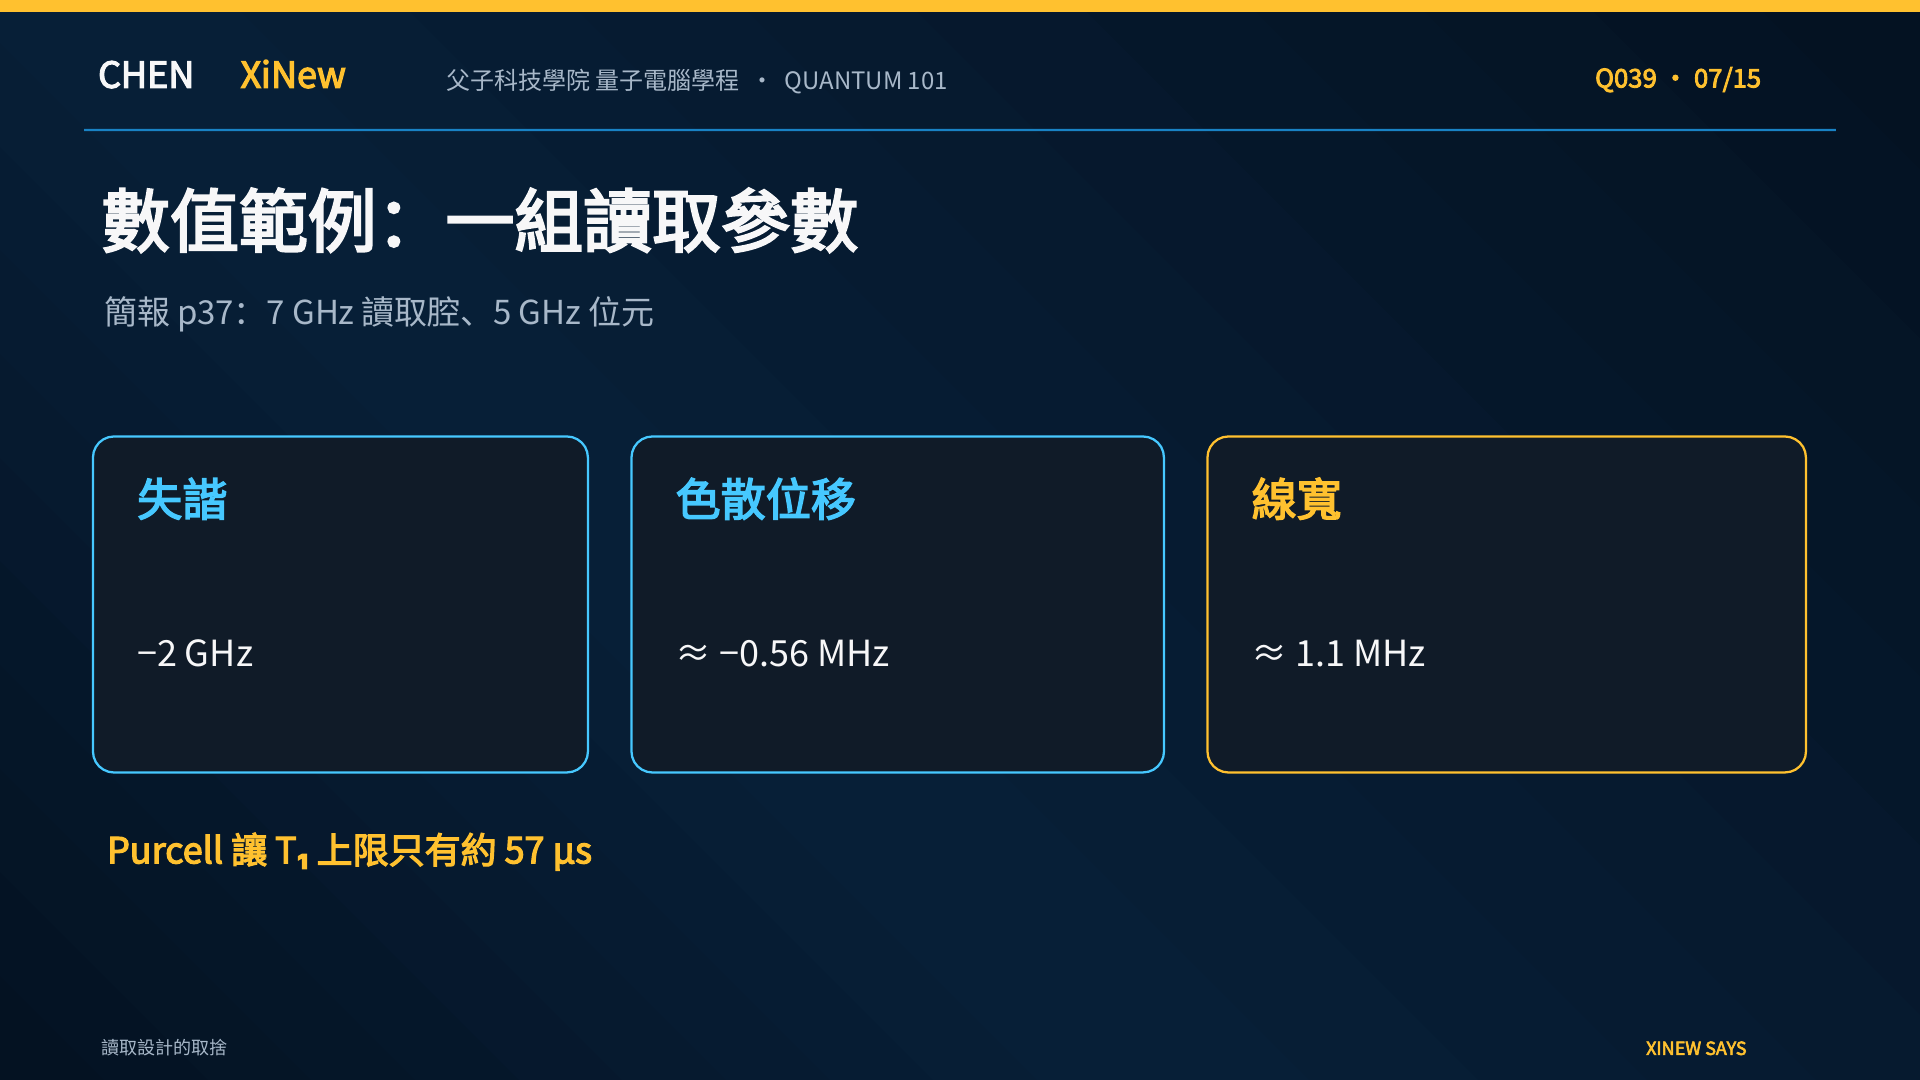 CHEN XiNew 父子科技學院 量子電腦學程 • QUANTUM 101 Q039 • 07/15
數值範例：一組讀取參數
簡報 p37：7 GHz 讀取腔、5 GHz 位元
失諧
−2 GHz
色散位移
≈ −0.56 MHz
線寬
≈ 1.1 MHz
Purcell 讓 T₁ 上限只有約 57 μs
讀取設計的取捨
XINEW SAYS